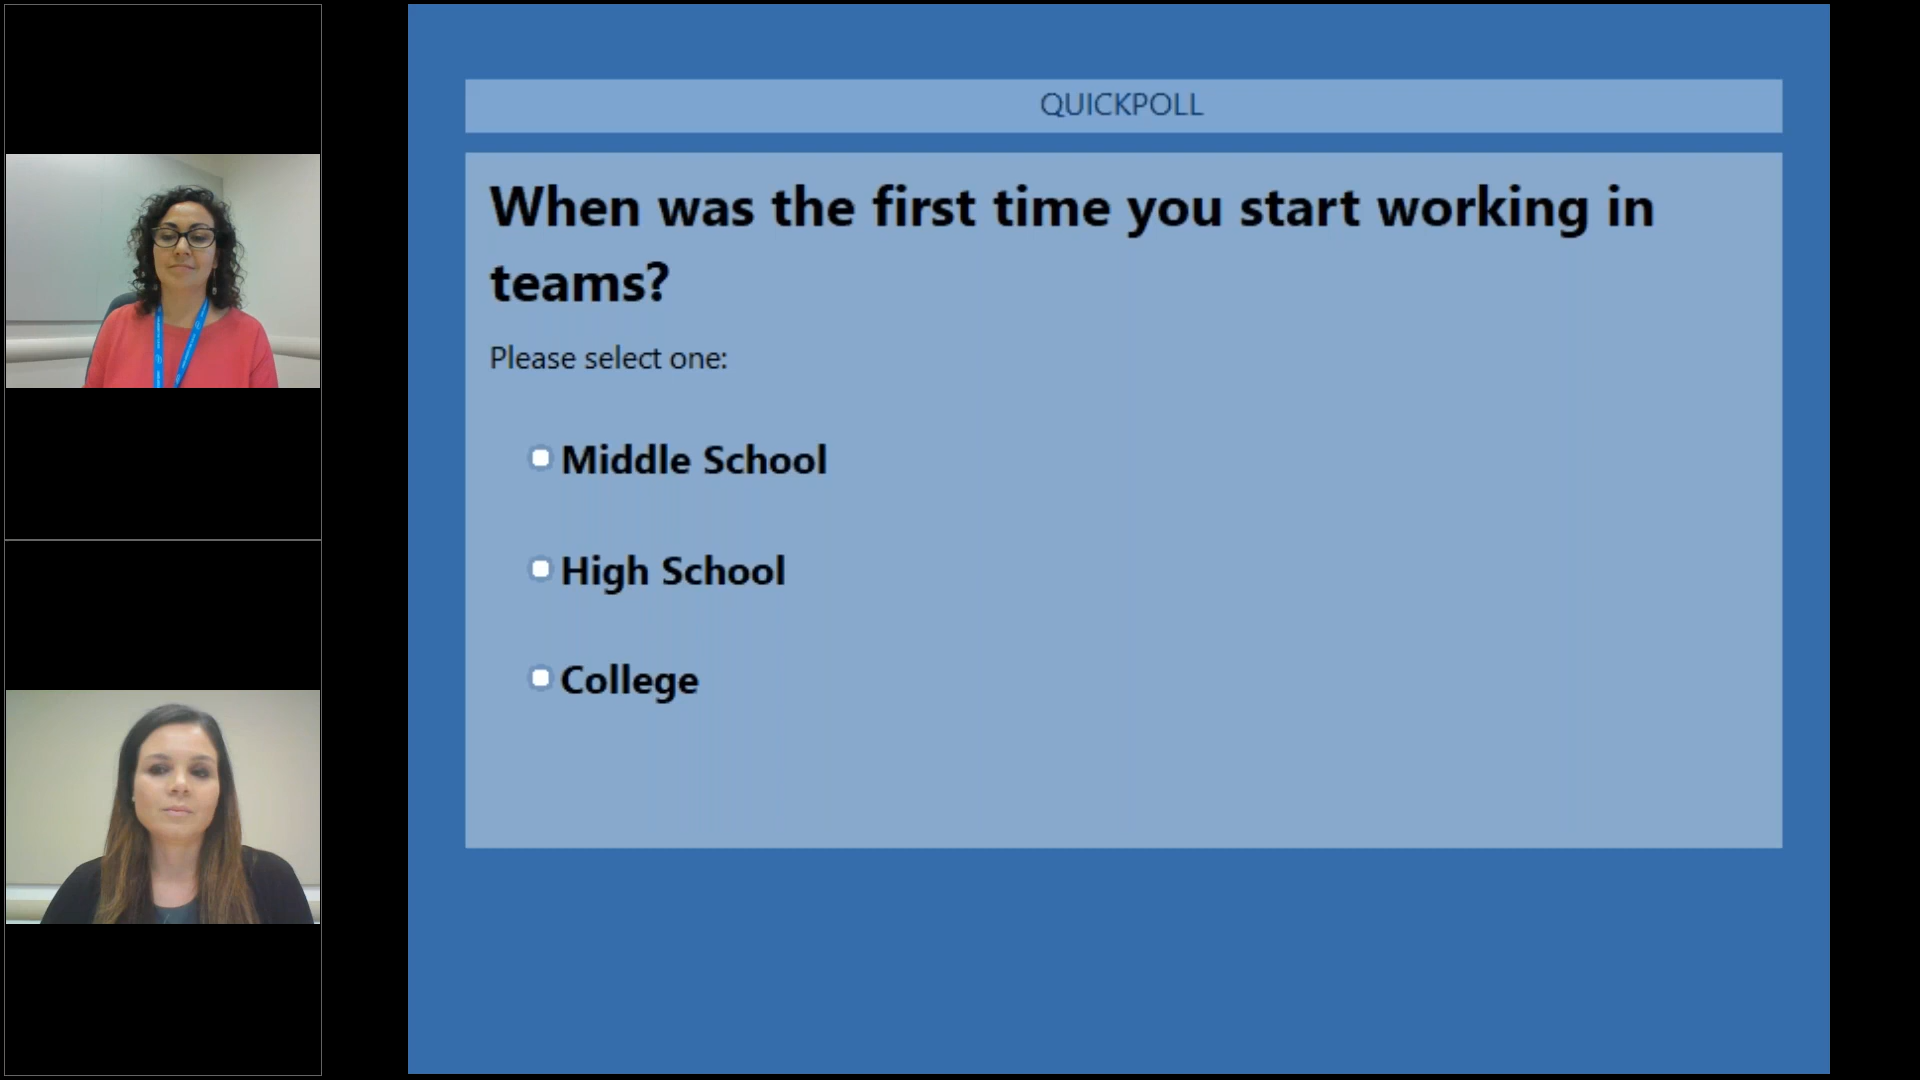 QUICKPOLL
When was the first time you start working in
teams?
Please select one:
Middle School
High School
College